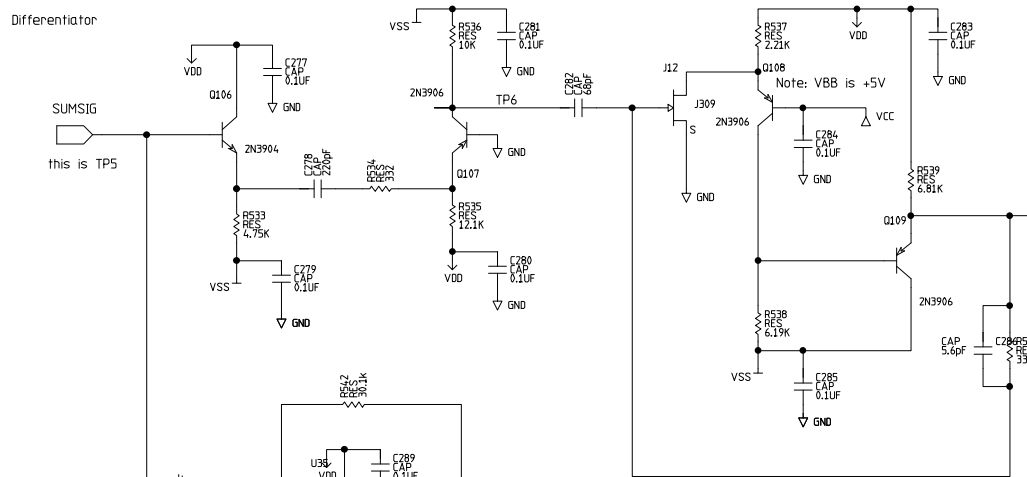 Differentiator
VSS
R536
RES
10K
C281
CAP
0.1UF
GND
R537
RES
2.21K
VDD
C283
CAP
0.1UF
GND
VDD
C277
CAP
0.1UF
GND
Q106
2N3904
SUMSIG
this is TP5
2N3906
TP6
C282
CAP
68pF
J12
J309
S
GND
Q108
Note: VBB is +5V
2N3906
VCC
C284
CAP
0.1UF
GND
GND
Q107
C278
CAP
220pF
R534
RES
332
R533
RES
4.75K
R535
RES
12.1K
R539
RES
6.81K
Q109
2N3906
VSS
C279
CAP
0.1UF
GND
VDD
C280
CAP
0.1UF
GND
R538
RES
6.19K
VSS
C285
CAP
0.1UF
GND
CAP
5.6pF
R542
RES
30.1k
VDD
C289
CAP
0.1UF